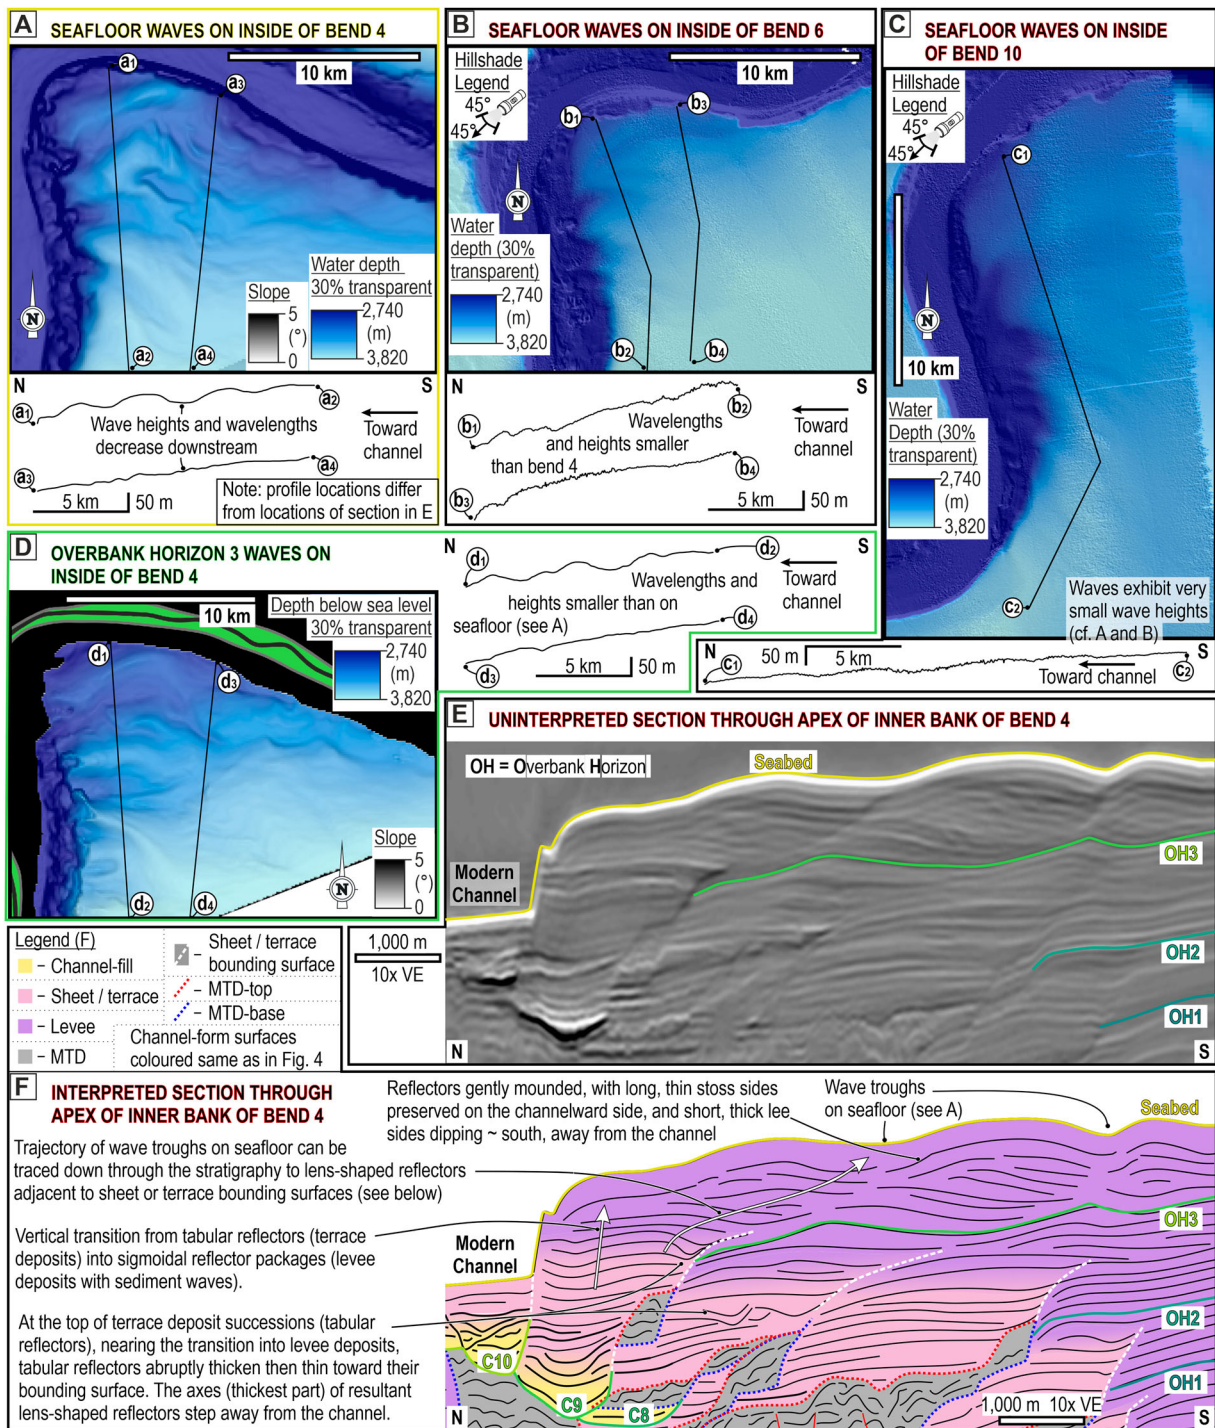 A SEAFLOOR WAVES ON INSIDE OF BEND 4
10 km
a1
a3
a2
a4
N
Slope
5
(°)
0
Water depth
30% transparent
2,740
(m)
3,820
N
S
a1
a2
Wave heights and wavelengths
decrease downstream
Toward
channel
a3
a4
5 km
50 m
Note: profile locations differ
from locations of section in E
B SEAFLOOR WAVES ON INSIDE OF BEND 6
Hillshade
Legend
45°
45°
10 km
b1
b3
N
Water
depth (30%
transparent)
2,740
(m)
3,820
b2
b4
N
S
b1
b2
Wavelengths
and heights smaller
than bend 4
Toward
channel
b3
b4
5 km
50 m
C SEAFLOOR WAVES ON INSIDE
OF BEND 10
Hillshade
Legend
45°
45°
c1
N
10 km
Water
Depth (30%
transparent)
2,740
(m)
3,820
c2
Waves exhibit very
small wave heights
(cf. A and B)
N
50 m
5 km
S
c1
Toward channel
c2
D OVERBANK HORIZON 3 WAVES ON
INSIDE OF BEND 4
10 km
Depth below sea level
30% transparent
2,740
(m)
3,820
d1
d3
Slope
5
(°)
0
N
d2
d4
N
S
d1
d2
Wavelengths and
heights smaller than on
seafloor (see A)
Toward
channel
d4
d3
5 km
50 m
E UNINTERPRETED SECTION THROUGH APEX OF INNER BANK OF BEND 4
OH = Overbank Horizon
Seabed
OH3
Modern
Channel
OH2
OH1
N
S
1,000 m
10x VE
Legend (F)
– Channel-fill
– Sheet / terrace
– Levee
– MTD
– Sheet / terrace
bounding surface
– MTD-top
– MTD-base
Channel-form surfaces
coloured same as in Fig. 4
F INTERPRETED SECTION THROUGH
APEX OF INNER BANK OF BEND 4
Reflectors gently mounded, with long, thin stoss sides
preserved on the channelward side, and short, thick lee
sides dipping ~ south, away from the channel
Wave troughs
on seafloor (see A)
Seabed
Trajectory of wave troughs on seafloor can be
traced down through the stratigraphy to lens-shaped reflectors
adjacent to sheet or terrace bounding surfaces (see below)
Vertical transition from tabular reflectors (terrace
deposits) into sigmoidal reflector packages (levee
deposits with sediment waves).
At the top of terrace deposit successions (tabular
reflectors), nearing the transition into levee deposits,
tabular reflectors abruptly thicken then thin toward their
bounding surface. The axes (thickest part) of resultant
lens-shaped reflectors step away from the channel.
Modern
Channel
OH3
OH2
OH1
C10
C9
C8
N
1,000 m 10x VE
S